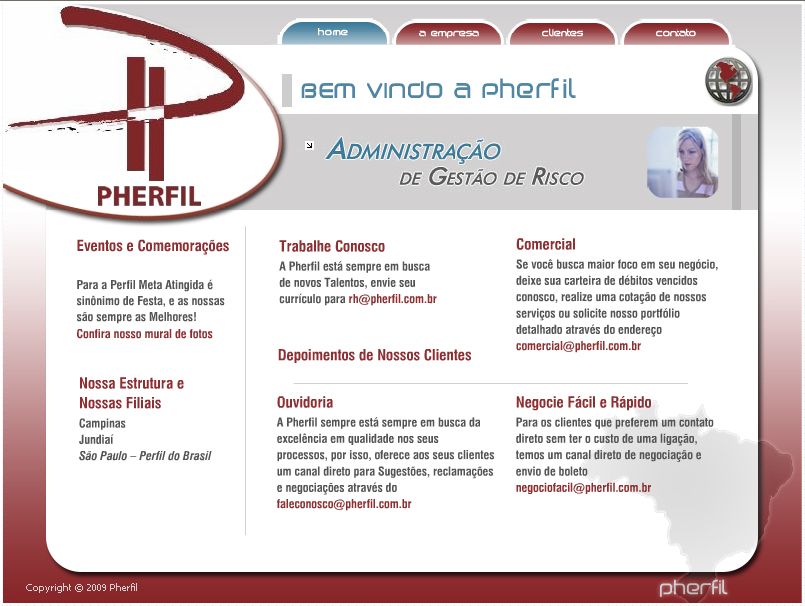 home
a empresa
clientes
contato
PHERFIL
Bem vindo a pherfil
Administração
de Gestão de Risco
Eventos e Comemorações
Para a Perfil Meta Atingida é
sinônimo de Festa, e as nossas
são sempre as Melhores!
Confira nosso mural de fotos
Nossa Estrutura e
Nossas Filiais
Campinas
Jundiaí
São Paulo – Perfil do Brasil
Trabalhe Conosco
A Pherfil está sempre em busca
de novos Talentos, envie seu
currículo para rh@pherfil.com.br
Comercial
Se você busca maior foco em seu negócio,
deixe sua carteira de débitos vencidos
conosco, realize uma cotação de nossos
serviços ou solicite nosso portfólio
detalhado através do endereço
comercial@pherfil.com.br
Depoimentos de Nossos Clientes
Ouvidoria
A Pherfil sempre está sempre em busca da
excelência em qualidade nos seus
processos, por isso, oferece aos seus clientes
um canal direto para Sugestões, reclamações
e negociações através do
faleconosco@pherfil.com.br
Negocie Fácil e Rápido
Para os clientes que preferem um contato
direto sem ter o custo de uma ligação,
temos um canal direto de negociação e
envio de boleto
negociofacil@pherfil.com.br
Copyright © 2009 Pherfil
pherfil